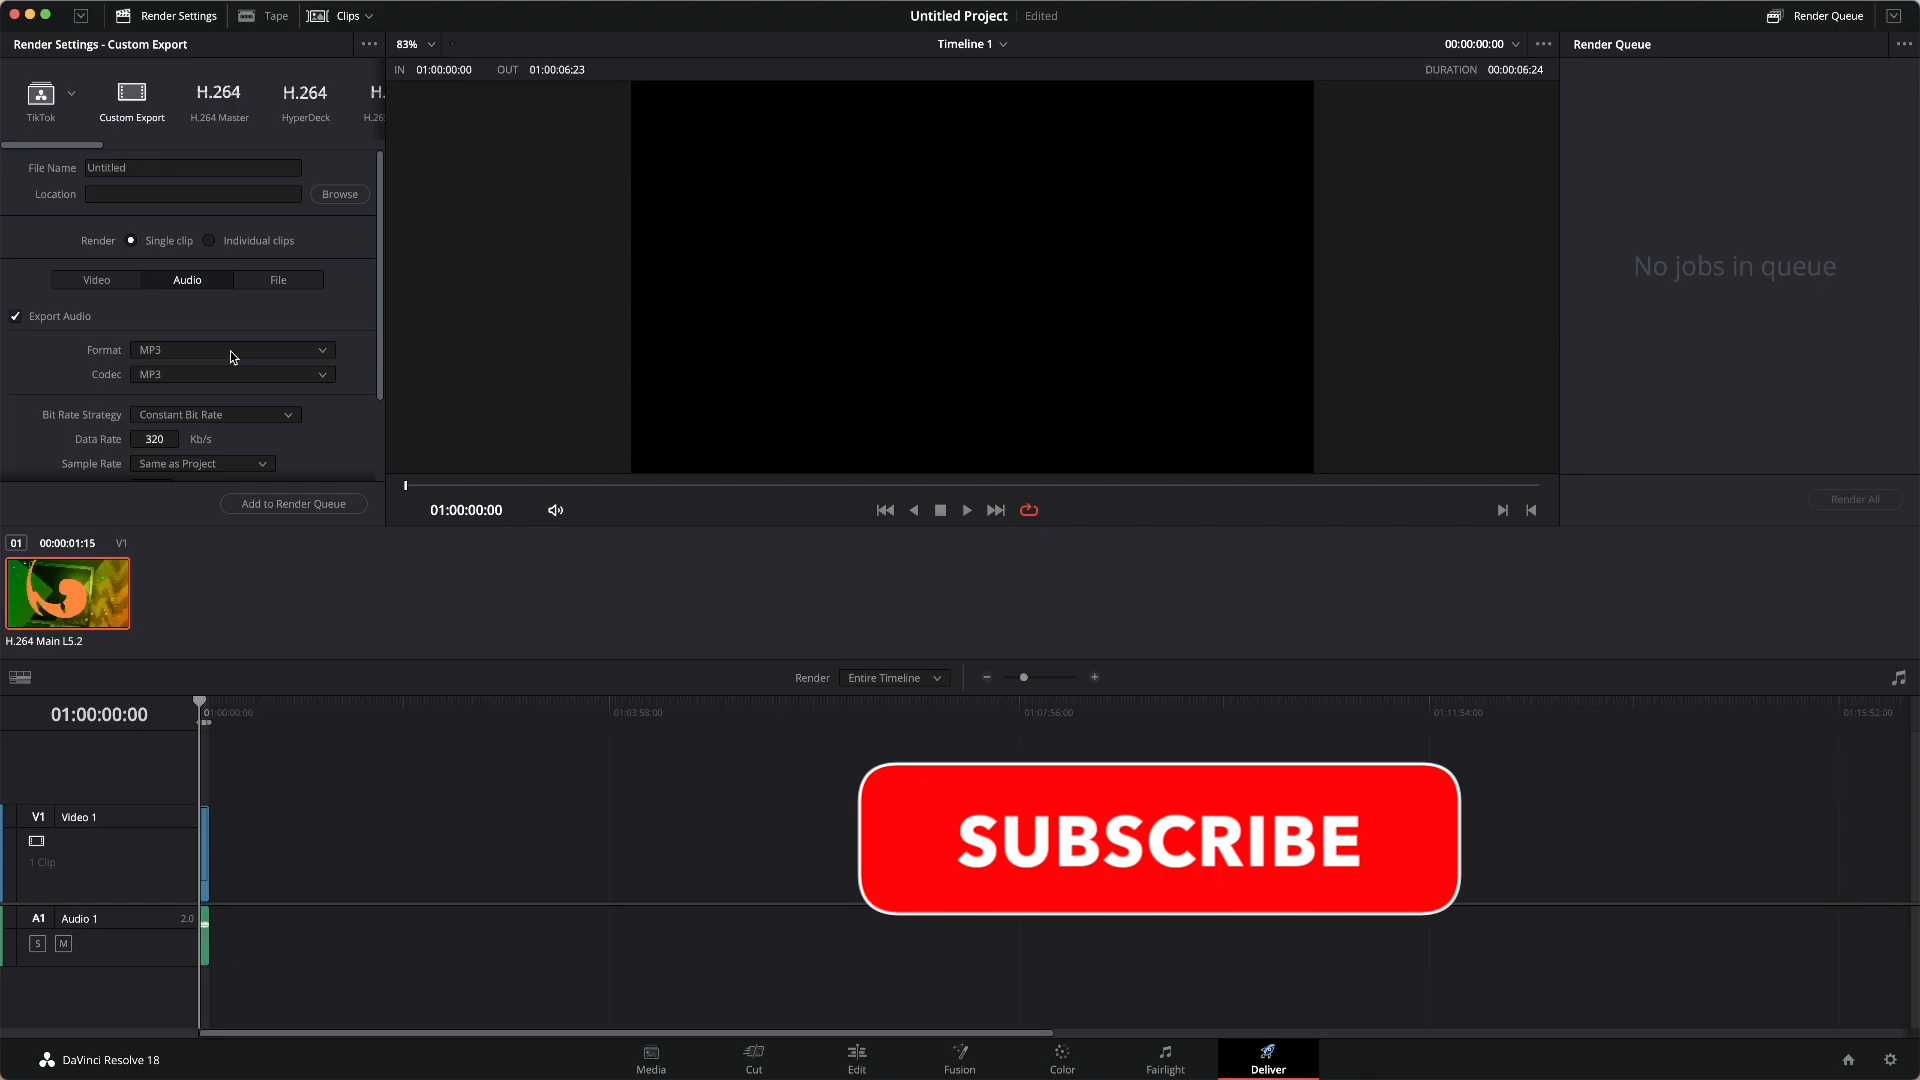 Render Settings
Tape
Clips
Untitled Project
Edited
Render Queue
Render Settings - Custom Export
83%
Timeline 1
00:00:00:00
Render Queue
IN 01:00:00:00 OUT 01:00:06:23
DURATION 00:00:06:24
H.264
H.264
H.
TikTok
Custom Export
H.264 Master
HyperDeck
H.26
File Name
Untitled
Location
Browse
Render
Single clip
Individual clips
No jobs in queue
Video
Audio
File
Export Audio
Format
MP3
Codec
MP3
Bit Rate Strategy
Constant Bit Rate
Data Rate
320
Kb/s
Sample Rate
Same as Project
Add to Render Queue
01:00:00:00
Render All
01 00:00:01:15 V1
H.264 Main L5.2
Render
Entire Timeline
01:00:00:00
01:00:00:00
01:03:58:00
01:07:56:00
01:11:54:00
01:15:52:00
V1 Video 1
1 Clip
SUBSCRIBE
A1 Audio 1 2.0
S M
DaVinci Resolve 18
Media
Cut
Edit
Fusion
Color
Fairlight
Deliver